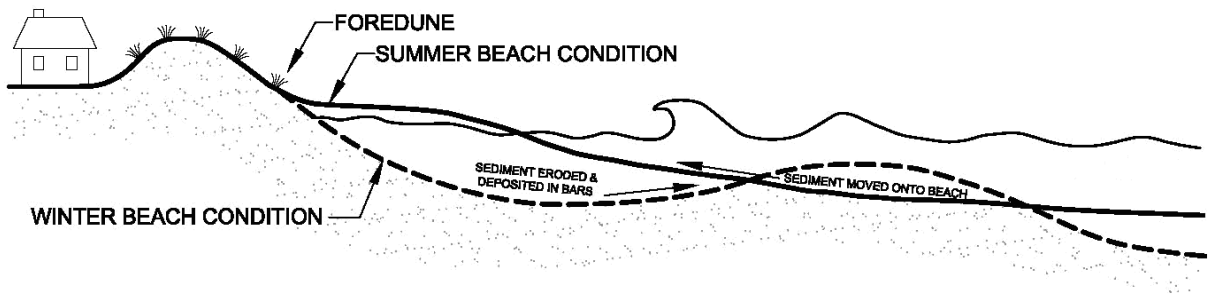 FOREDUNE
SUMMER BEACH CONDITION
SEDIMENT ERODED &
DEPOSITED IN BARS
SEDIMENT MOVED ONTO BEACH
WINTER BEACH CONDITION